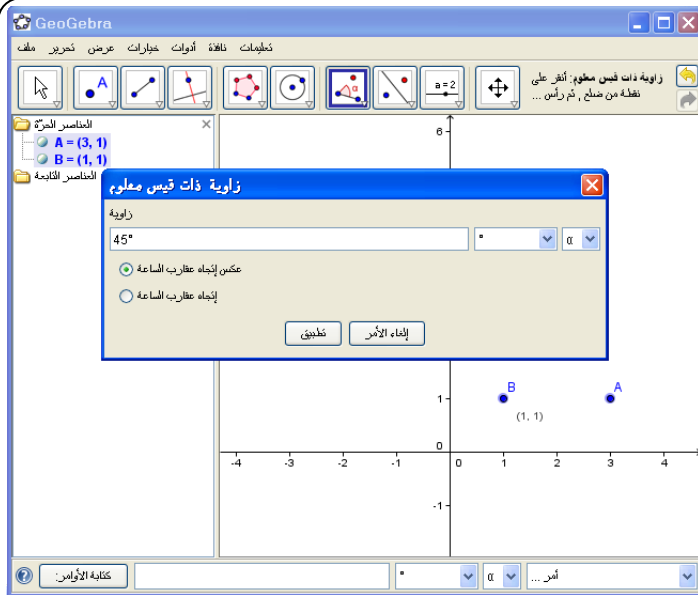 GeoGebra
ملف تحرير عرض خيارات أدوات نافذة تعليمات
A α a = 2
زاوية ذات قيس معلوم: أنقر على
نقطة من ضلع , ثم رأس ...
العناصر الحرّة
A = (3, 1)
B = (1, 1)
العناصر التابعة
زاوية ذات قيس معلوم
زاوية
45° ° α
عكس إتجاه عقارب الساعة
إتجاه عقارب الساعة
إلغاء الأمر تطبيق
6
B A
1
(1, 1)
0
-4 -3 -2 -1 0 1 2 3 4
-1
كتابة الأوامر: ° α أمر ...